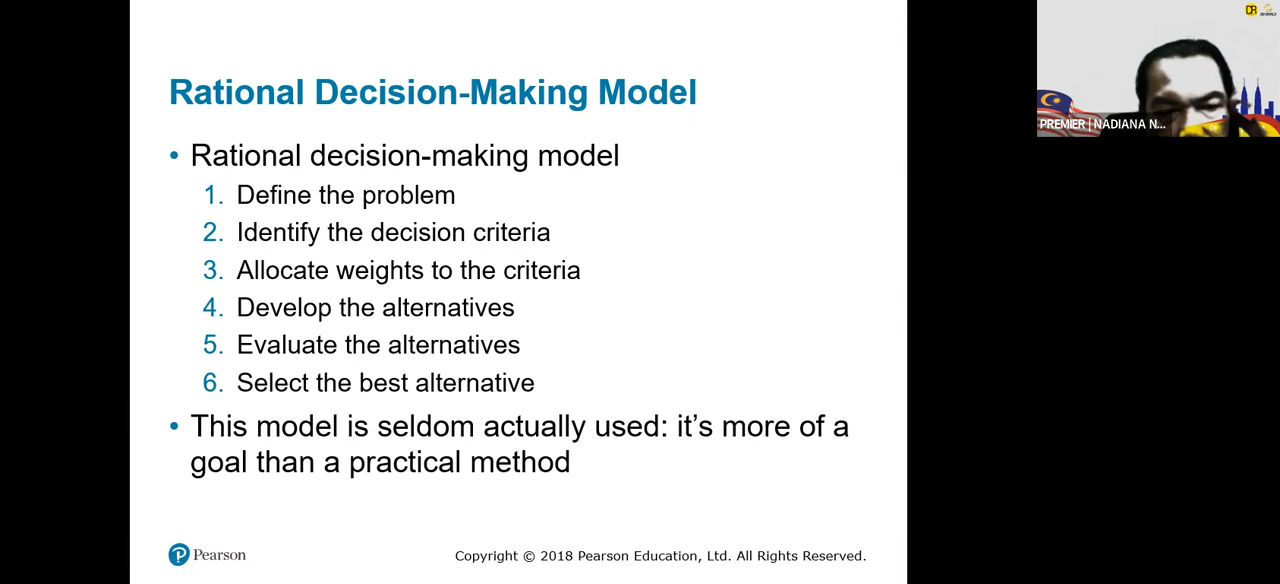 Rational Decision-Making Model
• Rational decision-making model
1. Define the problem
2. Identify the decision criteria
3. Allocate weights to the criteria
4. Develop the alternatives
5. Evaluate the alternatives
6. Select the best alternative
• This model is seldom actually used: it’s more of a
goal than a practical method
Pearson
Copyright © 2018 Pearson Education, Ltd. All Rights Reserved.
PREMIER | NADIANA N...